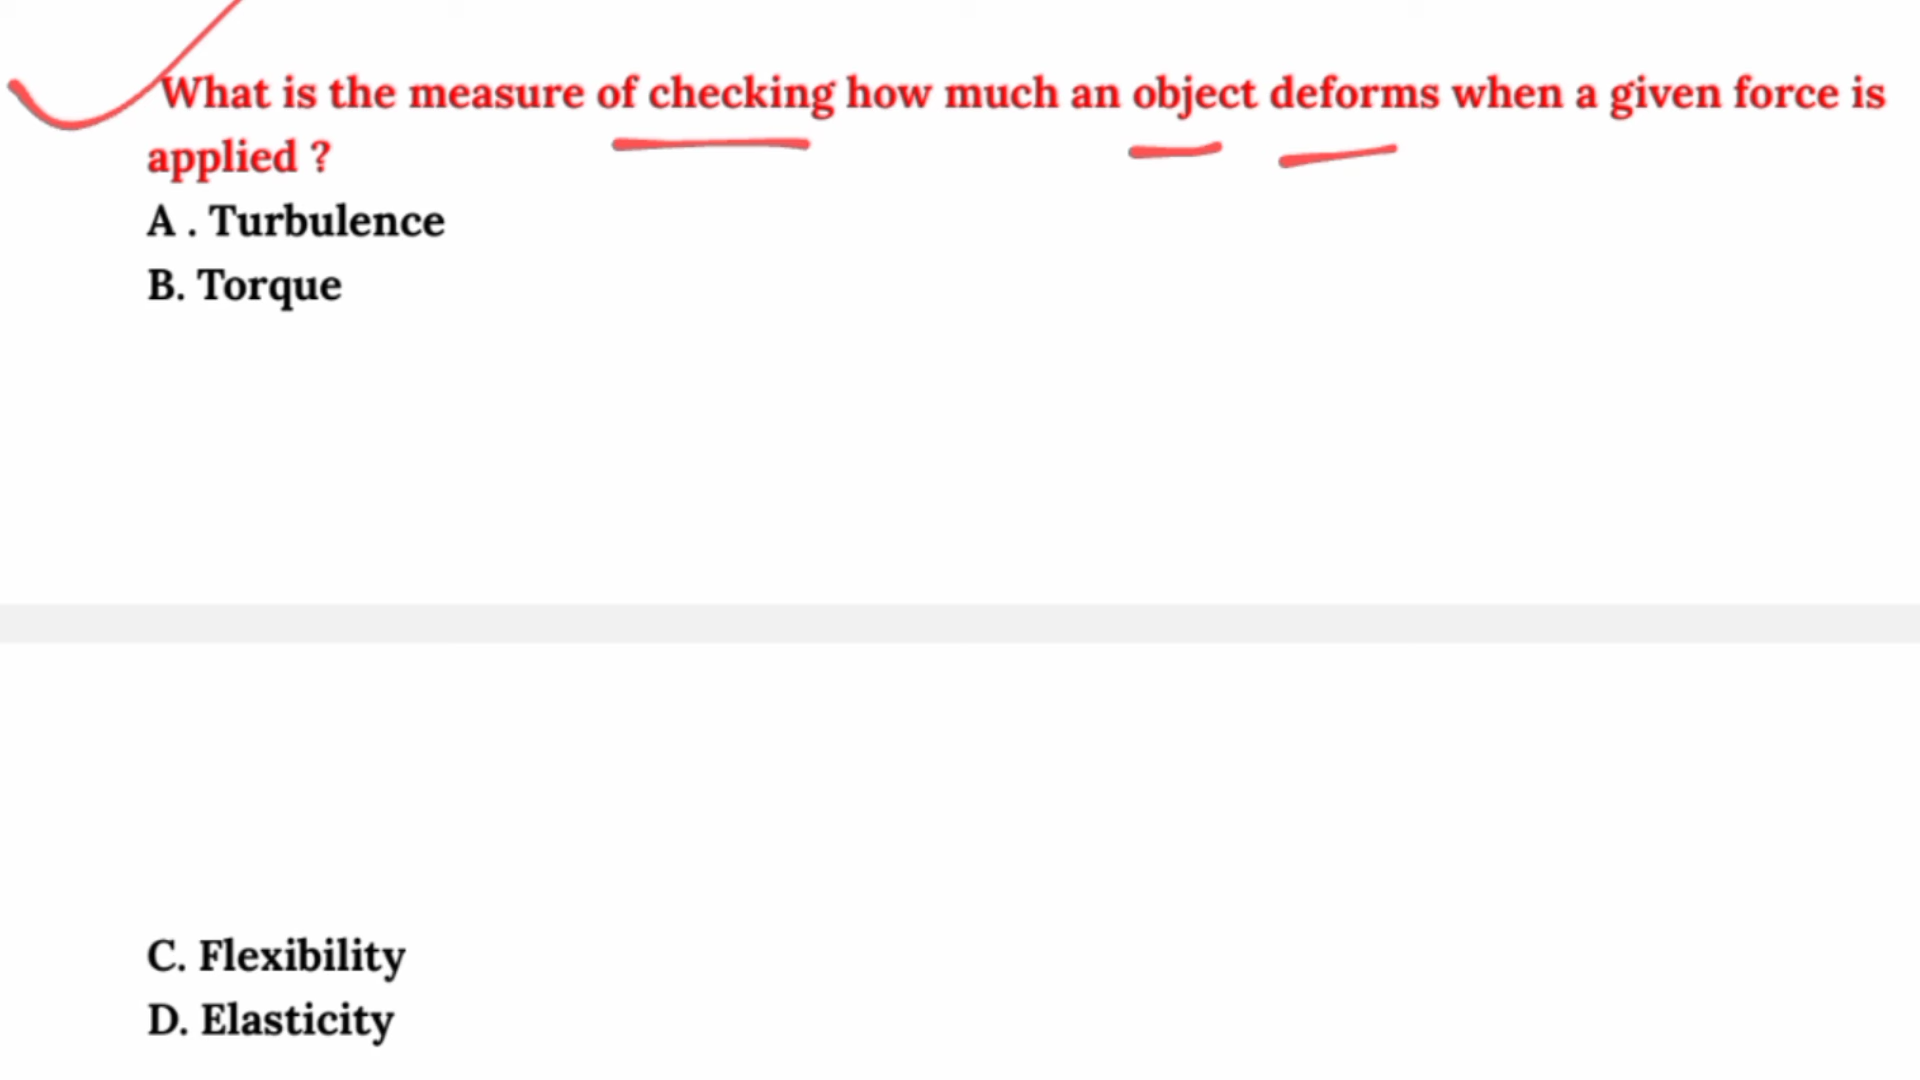 What is the measure of checking how much an object deforms when a given force is
applied ?
A . Turbulence
B. Torque
C. Flexibility
D. Elasticity